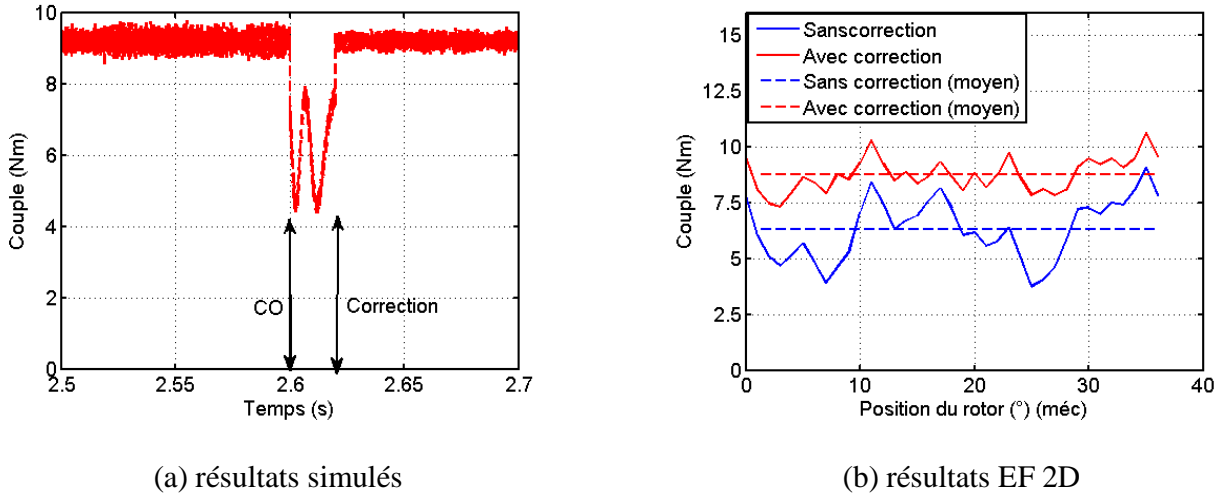 10
8
6
4
2
0
Couple (Nm)
CO
Correction
2.5
2.55
2.6
2.65
2.7
Temps (s)
(a) résultats simulés
15
12.5
10
7.5
5
2.5
0
Couple (Nm)
Sanscorrection
Avec correction
Sans correction (moyen)
Avec correction (moyen)
0
10
20
30
40
Position du rotor (°) (méc)
(b) résultats EF 2D